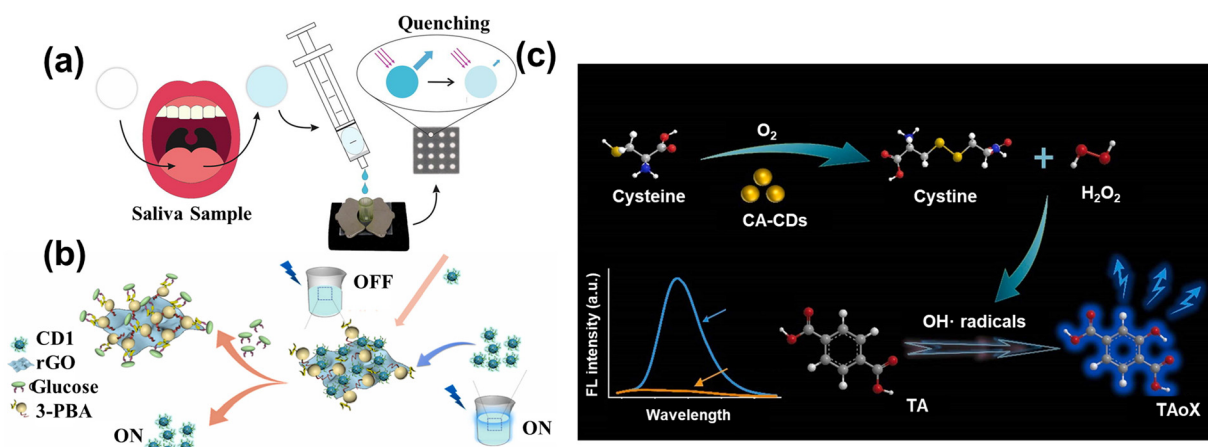 (a)
Saliva Sample
Quenching
(b)
OFF
CD1
rGO
Glucose
3-PBA
ON
ON
(c)
O₂
Cysteine
CA-CDs
Cystine
+
H₂O₂
FL intensity (a.u.)
Wavelength
TA
OH· radicals
TAoX